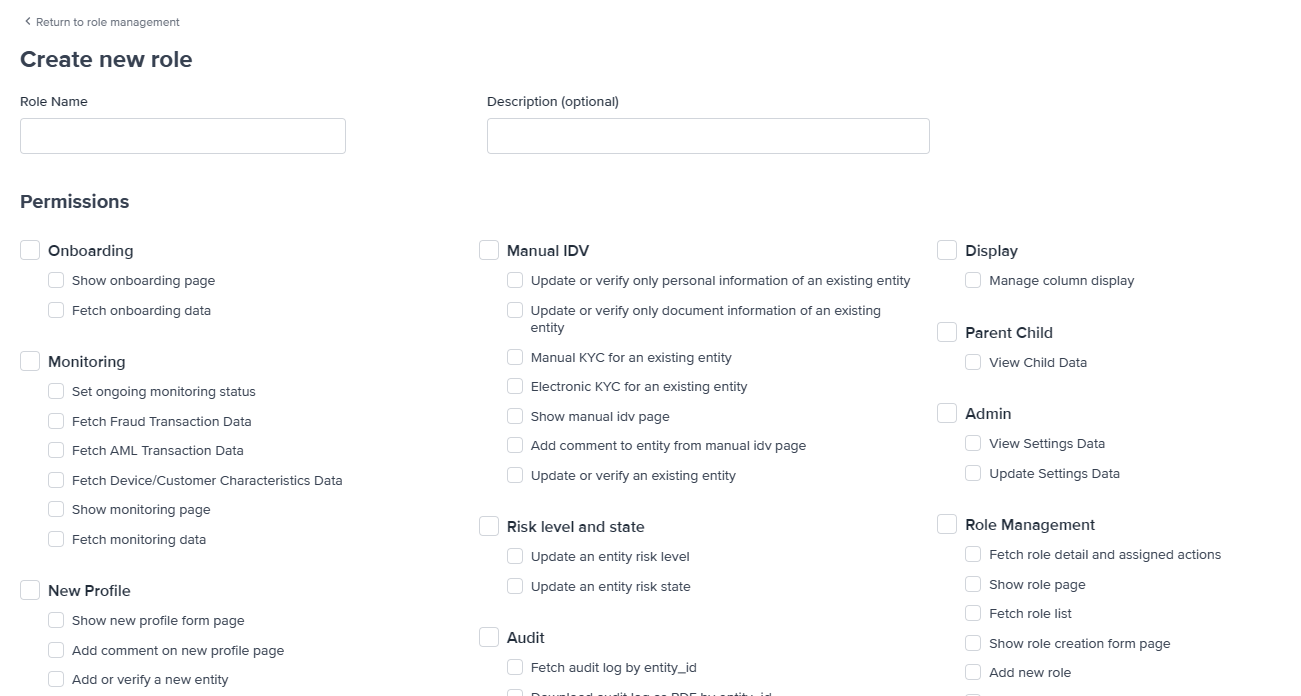 Return to role management
Create new role
Role Name
Description (optional)
Permissions
Onboarding
Show onboarding page
Fetch onboarding data
Monitoring
Set ongoing monitoring status
Fetch Fraud Transaction Data
Fetch AML Transaction Data
Fetch Device/Customer Characteristics Data
Show monitoring page
Fetch monitoring data
New Profile
Show new profile form page
Add comment on new profile page
Add or verify a new entity
Manual IDV
Update or verify only personal information of an existing entity
Update or verify only document information of an existing
entity
Manual KYC for an existing entity
Electronic KYC for an existing entity
Show manual idv page
Add comment to entity from manual idv page
Update or verify an existing entity
Risk level and state
Update an entity risk level
Update an entity risk state
Audit
Fetch audit log by entity_id
Download audit log as PDF by entity_id
Display
Manage column display
Parent Child
View Child Data
Admin
View Settings Data
Update Settings Data
Role Management
Fetch role detail and assigned actions
Show role page
Fetch role list
Show role creation form page
Add new role